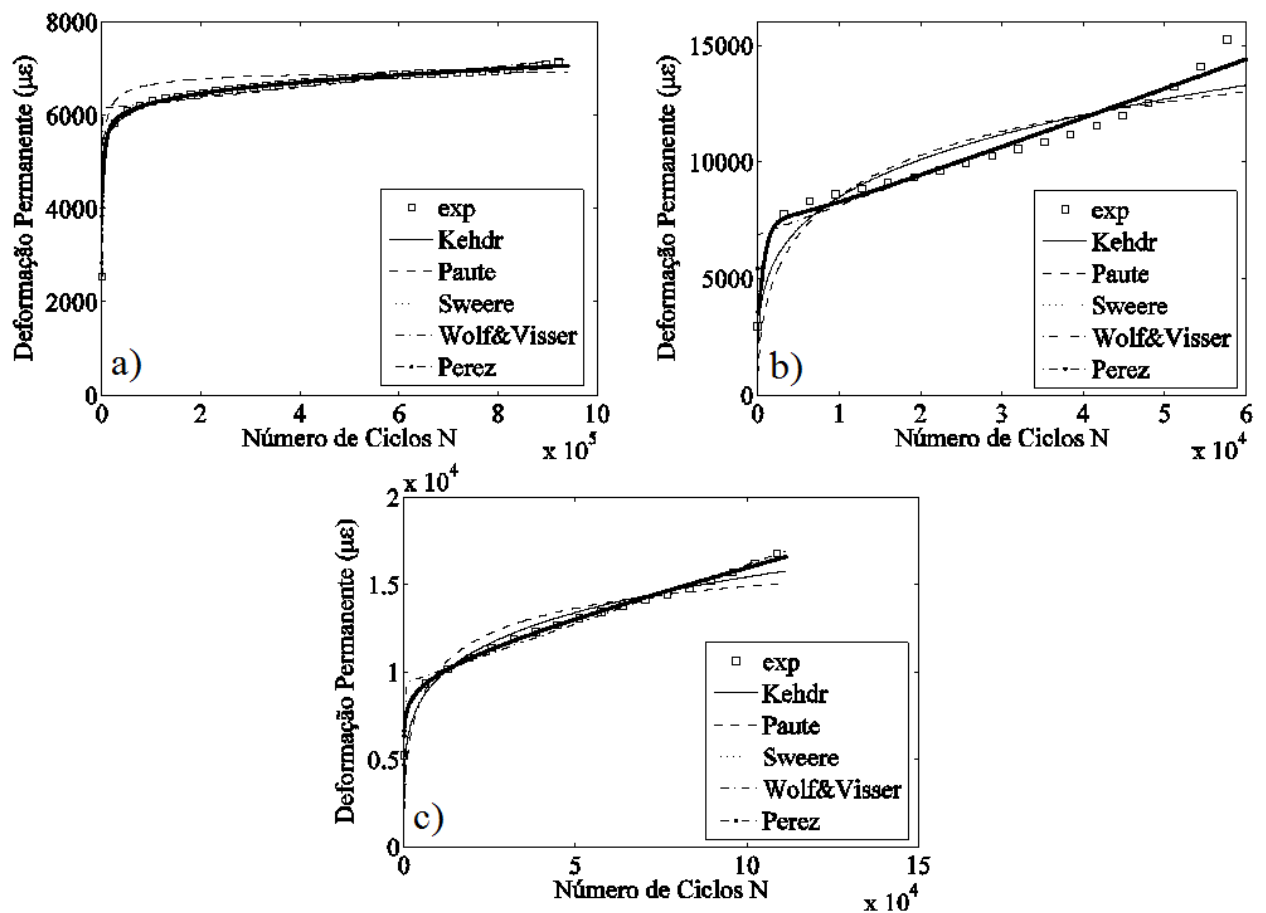 8000
6000
4000
2000
0
Deformação Permanente (με)
a)
exp
Kehdr
Paute
Sweere
Wolf&Visser
Perez
0 2 4 6 8 10
Número de Ciclos N
x 10^5
15000
10000
5000
0
Deformação Permanente (με)
b)
exp
Kehdr
Paute
Sweere
Wolf&Visser
Perez
0 1 2 3 4 5 6
Número de Ciclos N
x 10^4
x 10^4
2
1.5
1
0.5
0
Deformação Permanente (με)
c)
exp
Kehdr
Paute
Sweere
Wolf&Visser
Perez
0 5 10 15
Número de Ciclos N
x 10^4